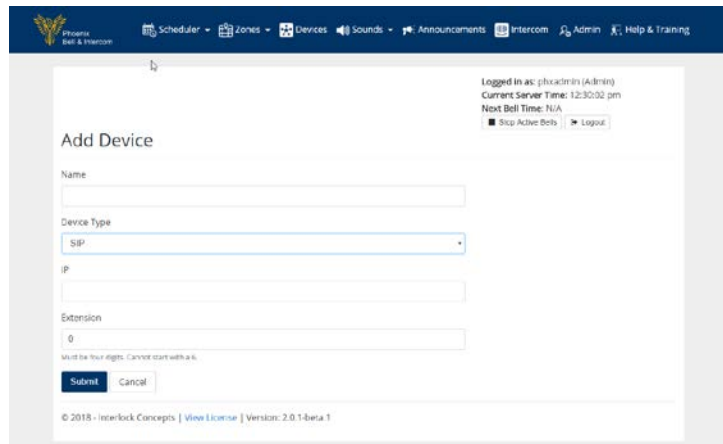 Phoenix
Bell & Intercom
Scheduler Zones Devices Sounds Announcements Intercom Admin Help & Training
Logged in as: phxadmin (Admin)
Current Server Time: 12:30:02 pm
Next Bell Time: N/A
Stop Active Bells Logout
Add Device
Name
Device Type
SIP
IP
Extension
0
Must be four digits. Cannot start with a 6.
Submit Cancel
© 2018 - Interlock Concepts | View License | Version: 2.0.1-beta.1